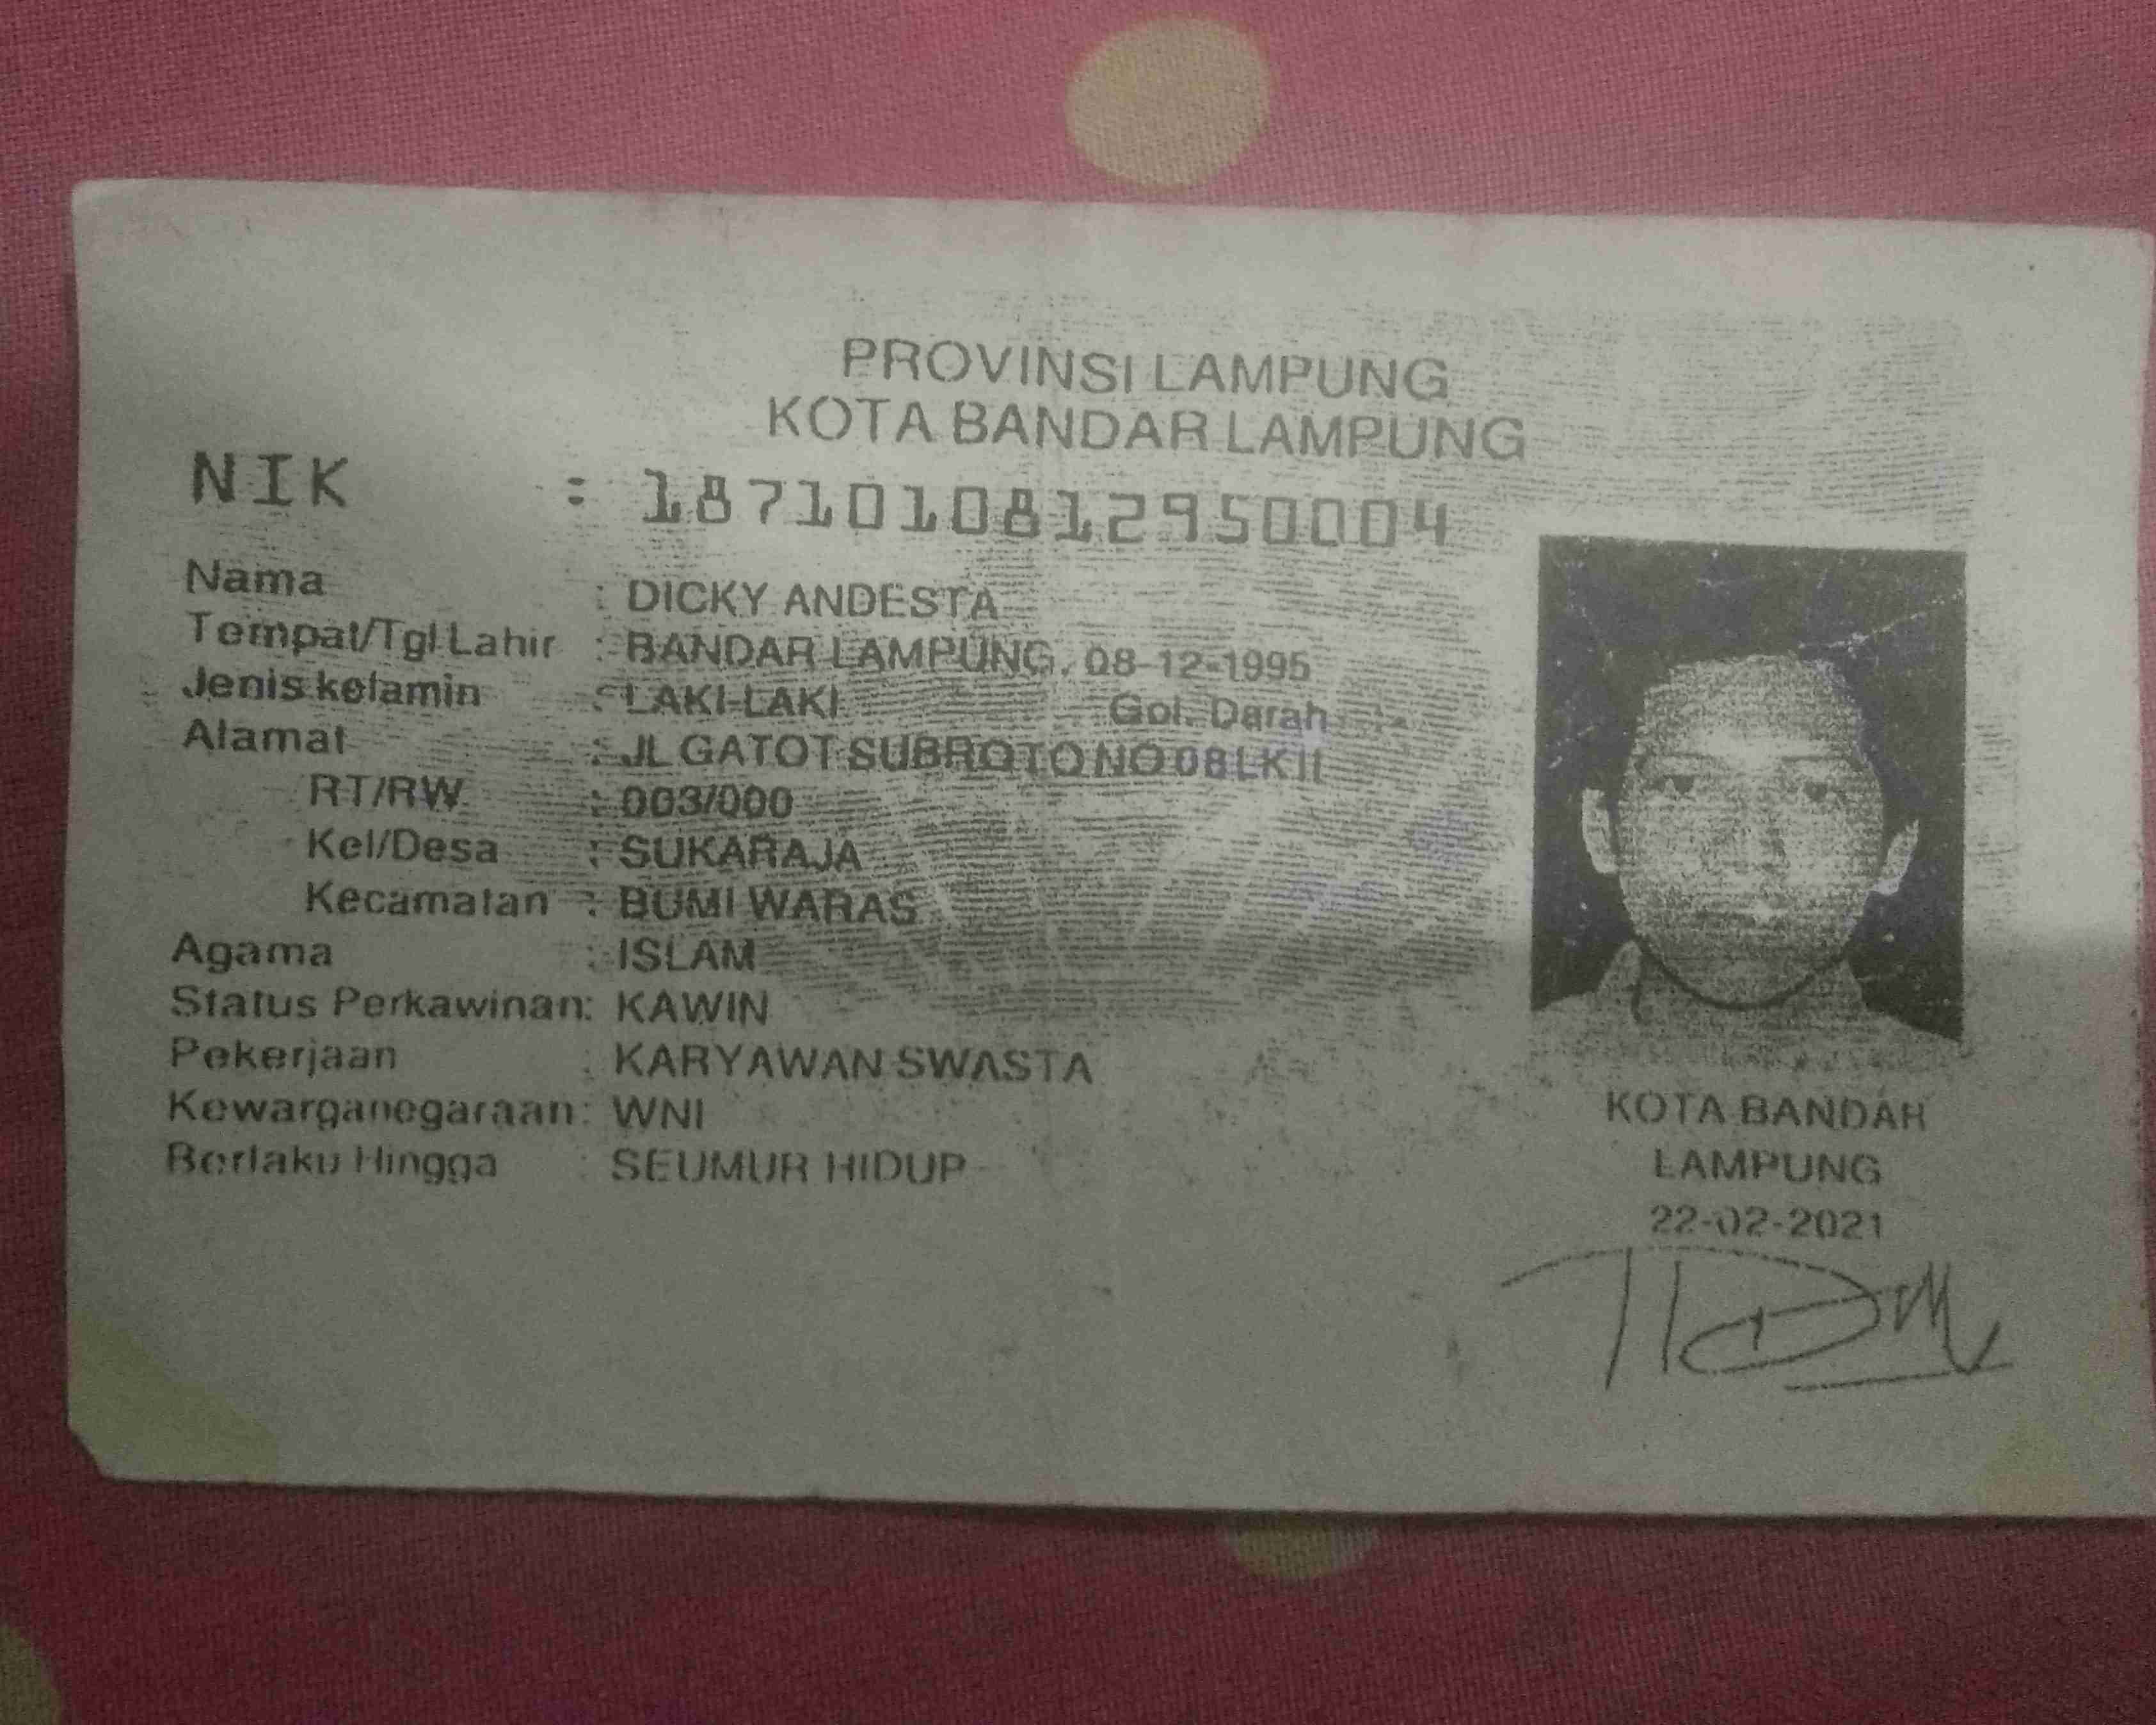 PROVINSI LAMPUNG
KOTA BANDAR LAMPUNG
NIK : 1871010812950004
Nama : DICKY ANDESTA
Tempat/Tgl Lahir : BANDAR LAMPUNG, 08-12-1995
Jenis kelamin : LAKI-LAKI Gol. Darah : -
Alamat : JL GATOT SUBROTO NO 08 LK II
RT/RW : 003/000
Kel/Desa : SUKARAJA
Kecamatan : BUMI WARAS
Agama : ISLAM
Status Perkawinan: KAWIN
Pekerjaan : KARYAWAN SWASTA
Kewarganegaraan: WNI
Berlaku Hingga : SEUMUR HIDUP
KOTA BANDAR
LAMPUNG
22-02-2021